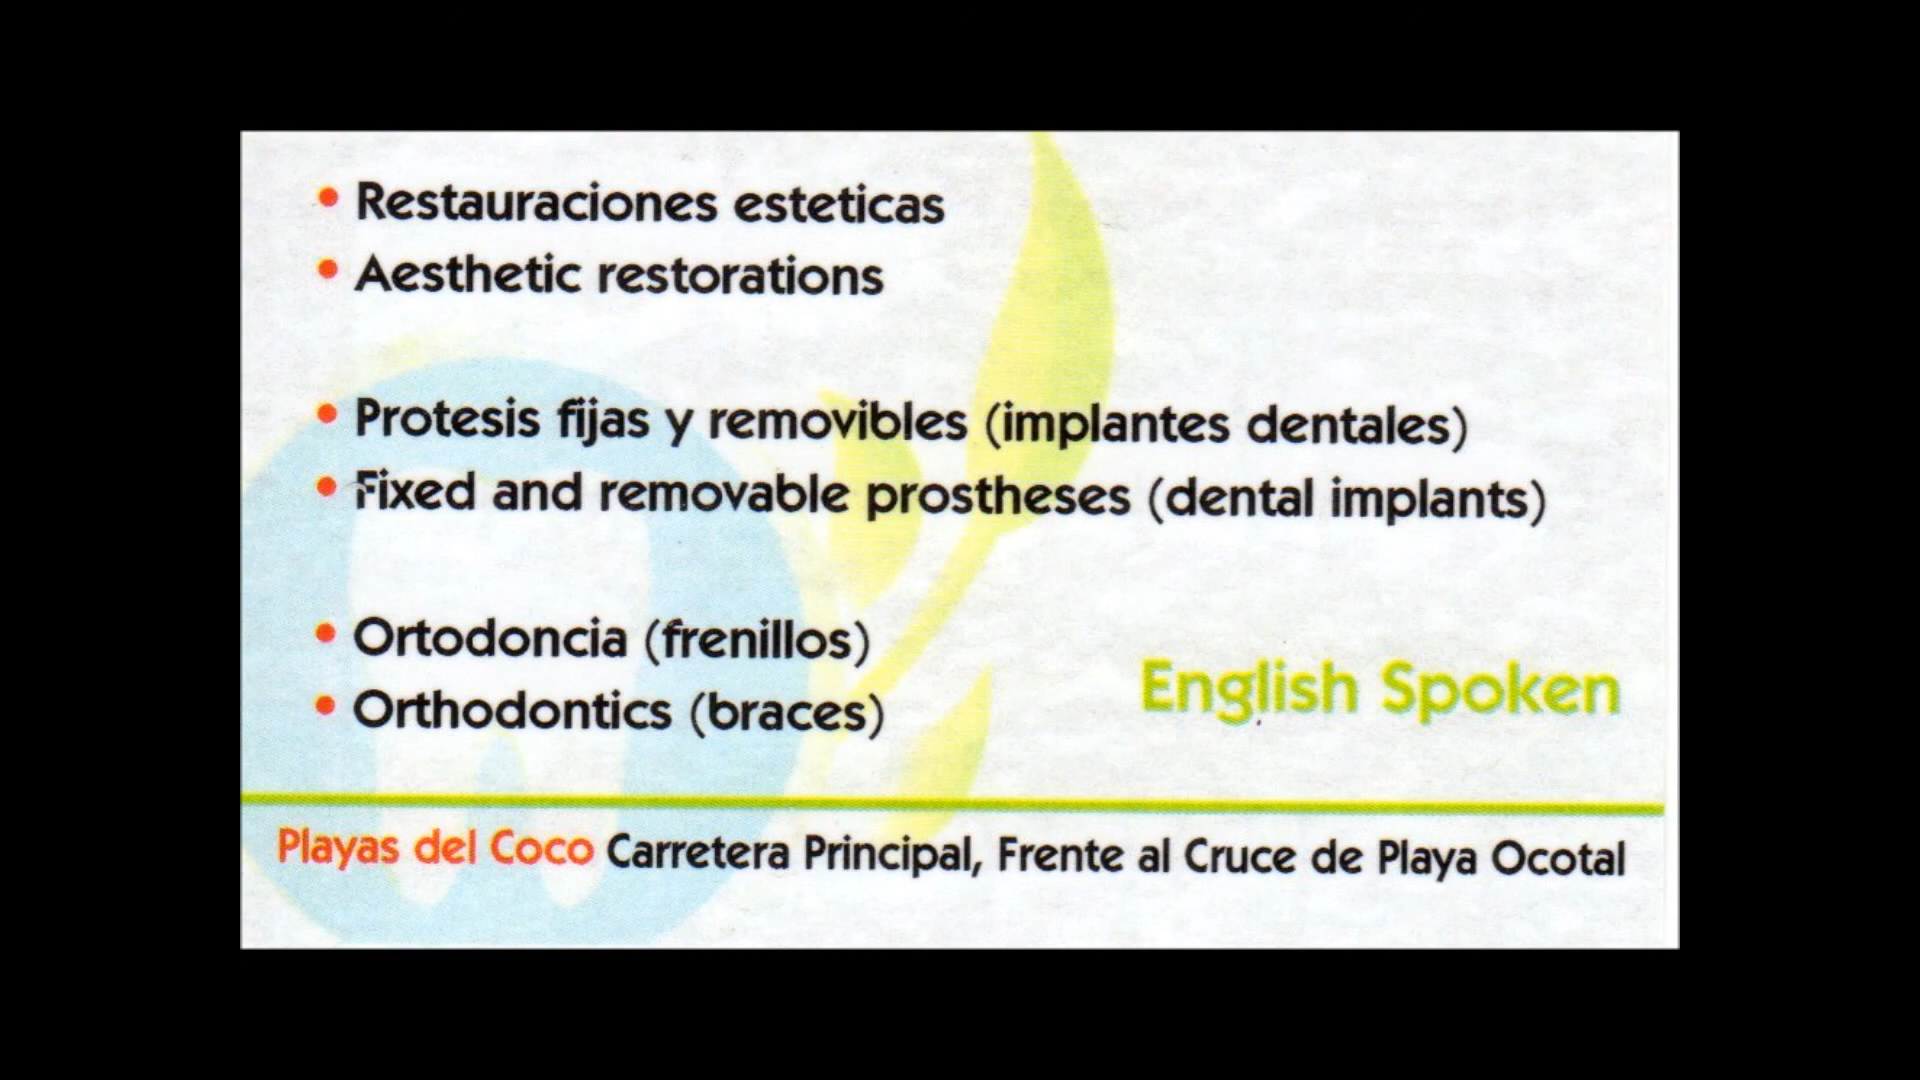 • Restauraciones esteticas
• Aesthetic restorations
• Protesis fijas y removibles (implantes dentales)
• Fixed and removable prostheses (dental implants)
• Ortodoncia (frenillos)
• Orthodontics (braces)
English Spoken
Playas del Coco Carretera Principal, Frente al Cruce de Playa Ocotal